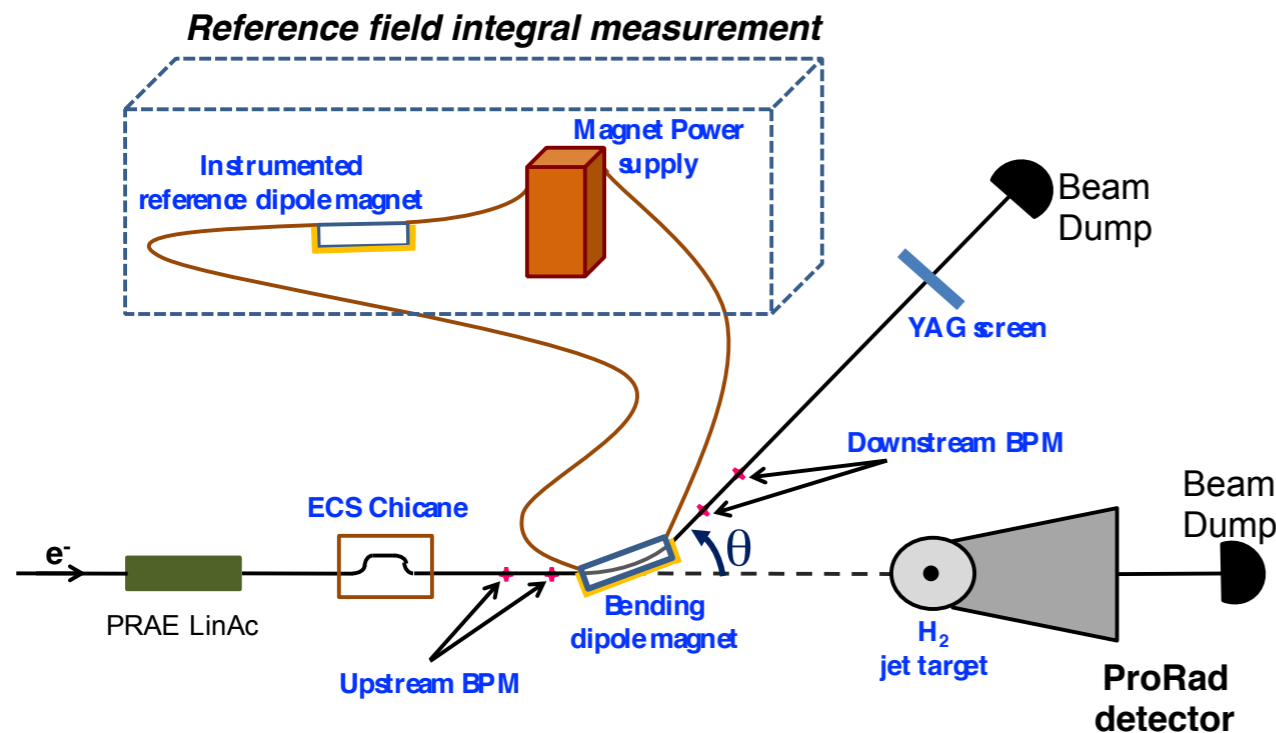 Reference field integral measurement
Magnet Power
supply
Instrumented
reference dipole magnet
Beam
Dump
YAG screen
Downstream BPM
ECS Chicane
Beam
Dump
e-
θ
PRAE LinAc
Bending
dipole magnet
Upstream BPM
H2
jet target
ProRad
detector